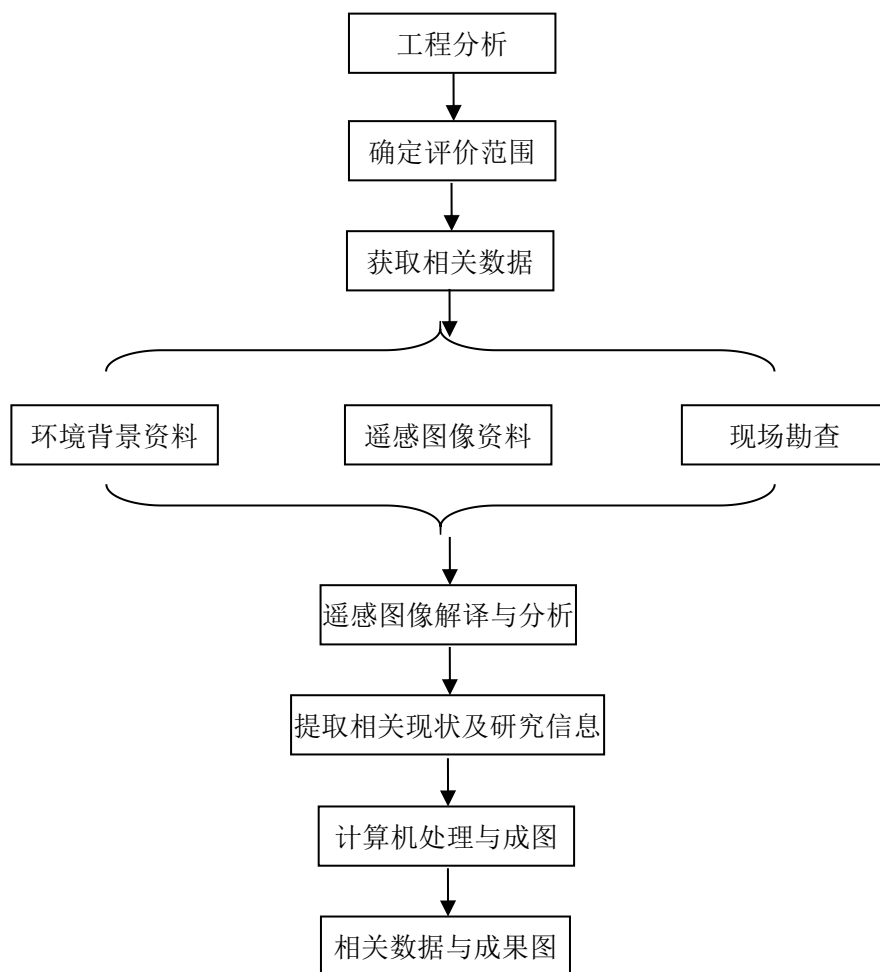 工程分析
确定评价范围
获取相关数据
环境背景资料
遥感图像资料
现场勘查
遥感图像解译与分析
提取相关现状及研究信息
计算机处理与成图
相关数据与成果图